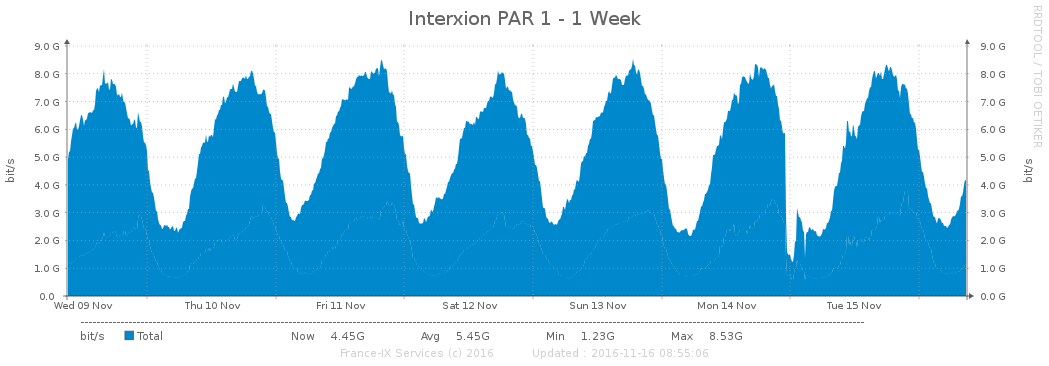 Interxion PAR 1 - 1 Week
RRDTOOL / TOBI OETIKER
9.0 G 9.0 G
8.0 G 8.0 G
7.0 G 7.0 G
6.0 G 6.0 G
5.0 G 5.0 G
4.0 G 4.0 G
3.0 G 3.0 G
2.0 G 2.0 G
1.0 G 1.0 G
0.0 0.0 G
bit/s bit/s
Wed 09 Nov Thu 10 Nov Fri 11 Nov Sat 12 Nov Sun 13 Nov Mon 14 Nov Tue 15 Nov
bit/s Total Now 4.45G Avg 5.45G Min 1.23G Max 8.53G
France-IX Services (c) 2016 Updated : 2016-11-16 08:55:06